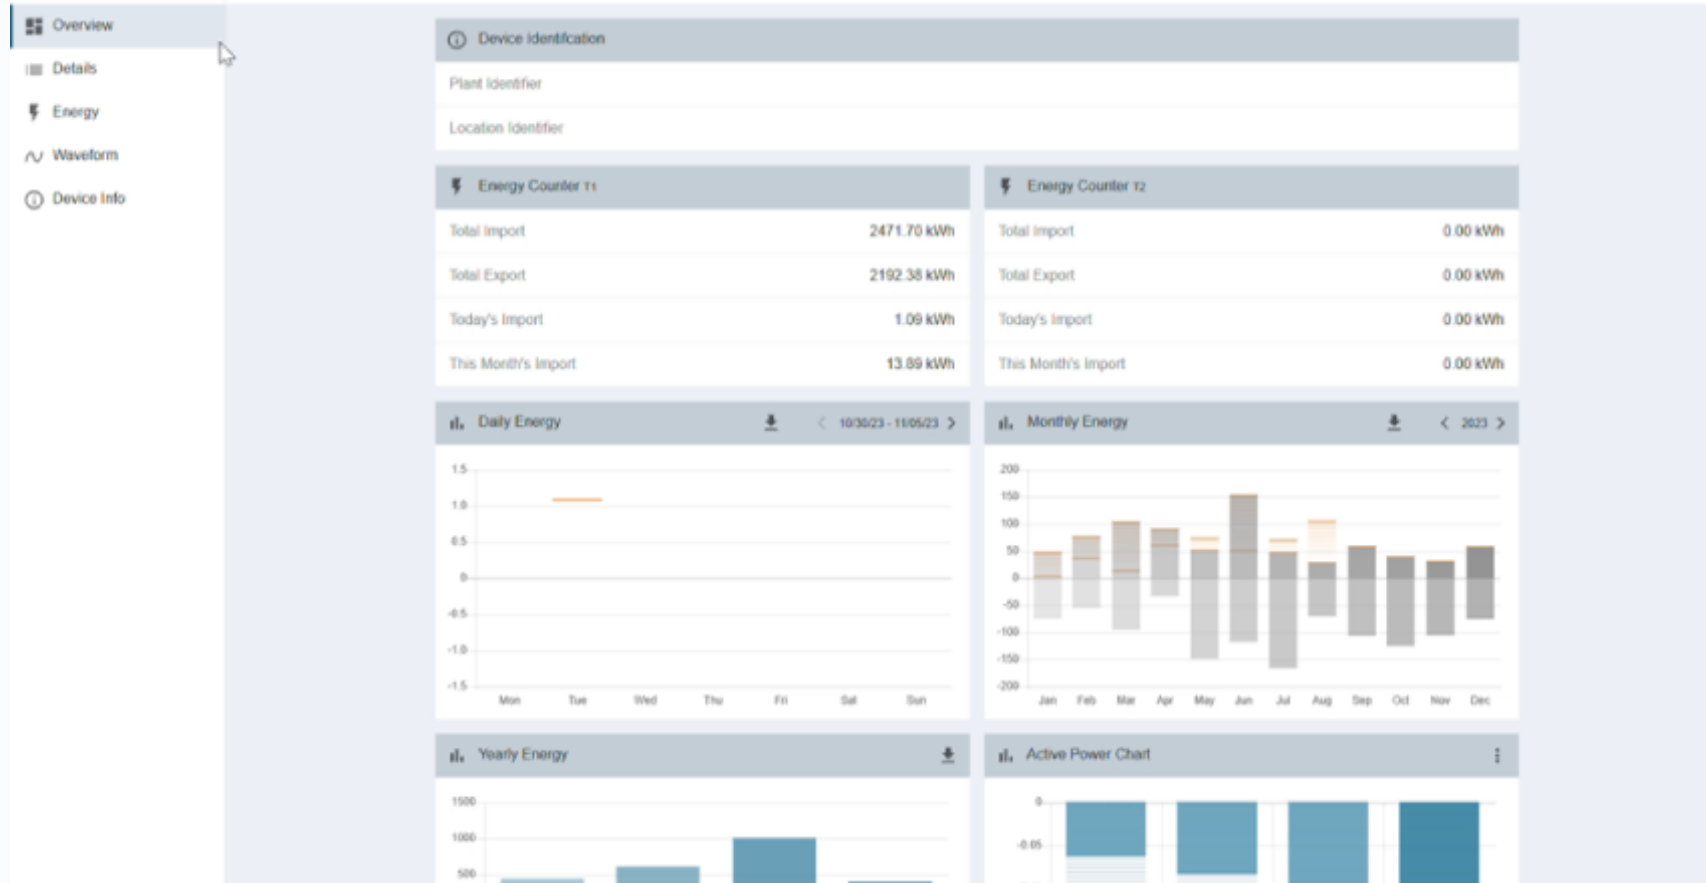 Overview
Details
Energy
Waveform
Device Info
Device Identifcation
Plant Identifier
Location Identifier
Energy Counter T1
Total Import 2471.70 kWh
Total Export 2192.38 kWh
Today's Import 1.09 kWh
This Month's Import 13.89 kWh
Energy Counter T2
Total Import 0.00 kWh
Total Export 0.00 kWh
Today's Import 0.00 kWh
This Month's Import 0.00 kWh
Daily Energy 10/30/23 - 11/05/23
1.5
1.0
0.5
0
-0.5
-1.0
-1.5
Mon Tue Wed Thu Fri Sat Sun
Monthly Energy 2023
200
150
100
50
0
-50
-100
-150
-200
Jan Feb Mar Apr May Jun Jul Aug Sep Oct Nov Dec
Yearly Energy
1500
1000
500
Active Power Chart
0
-0.05